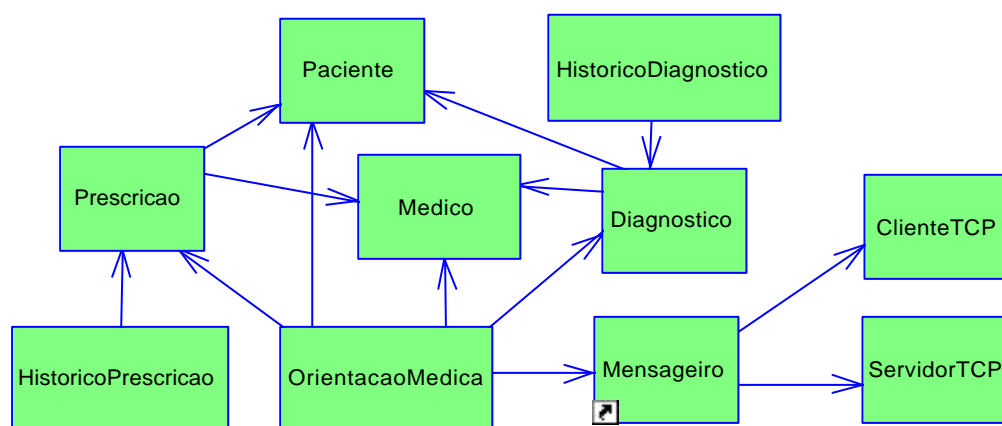 Paciente
HistoricoDiagnostico
Prescricao
Medico
Diagnostico
ClienteTCP
HistoricoPrescricao
OrientacaoMedica
Mensageiro
ServidorTCP